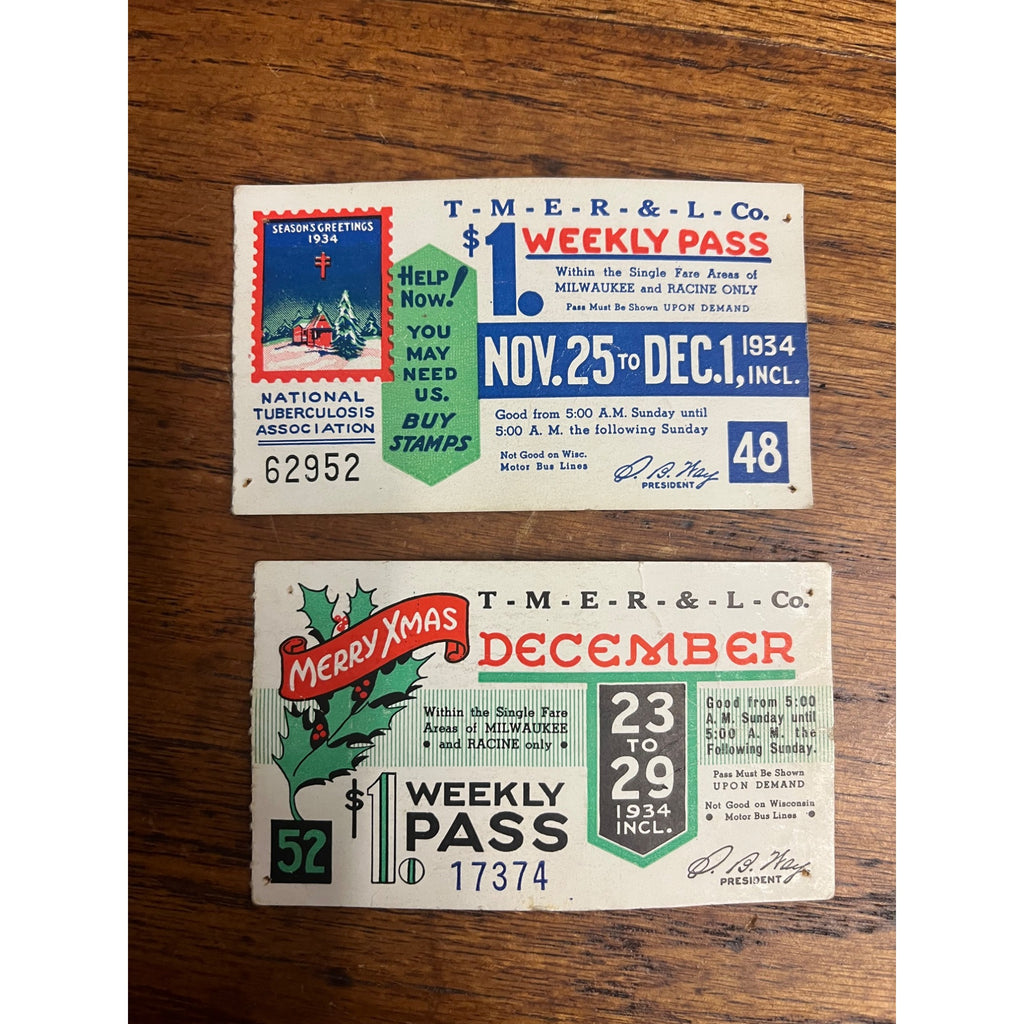 T-M-E-R-&-L-Co.
$1. WEEKLY PASS
Within the Single Fare Areas of
MILWAUKEE and RACINE ONLY
Pass Must Be Shown UPON DEMAND
NOV. 25 TO DEC. 1, 1934 INCL.
Good from 5:00 A.M. Sunday until
5:00 A. M. the following Sunday
Not Good on Wisc.
Motor Bus Lines
S. B. Way
PRESIDENT
48
SEASON'S GREETINGS
1934
NATIONAL
TUBERCULOSIS
ASSOCIATION
62952
HELP
NOW!
YOU
MAY
NEED
US.
BUY
STAMPS
T-M-E-R-&-L-Co.
MERRY XMAS
DECEMBER
23
TO
29
1934
INCL.
Within the Single Fare
Areas of MILWAUKEE
• and RACINE only •
Good from 5:00
A. M. Sunday until
5:00 A. M. the
Following Sunday.
Pass Must Be Shown
UPON DEMAND
Not Good on Wisconsin
• Motor Bus Lines •
$1. WEEKLY
PASS
52
17374
S. B. Way
PRESIDENT